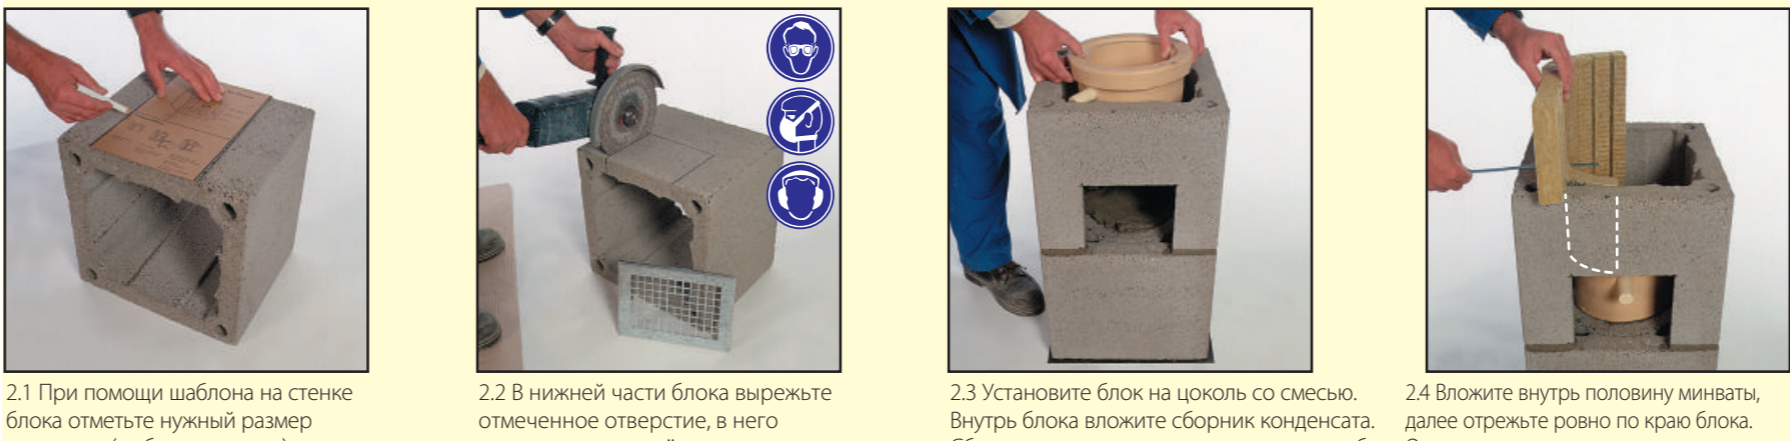 2.1 При помощи шаблона на стенке
блока отметьте нужный размер
2.2 В нижней части блока вырежьте
отмеченное отверстие, в него
2.3 Установите блок на цоколь со смесью.
Внутрь блока вложите сборник конденсата.
2.4 Вложите внутрь половину минваты,
далее отрежьте ровно по краю блока.